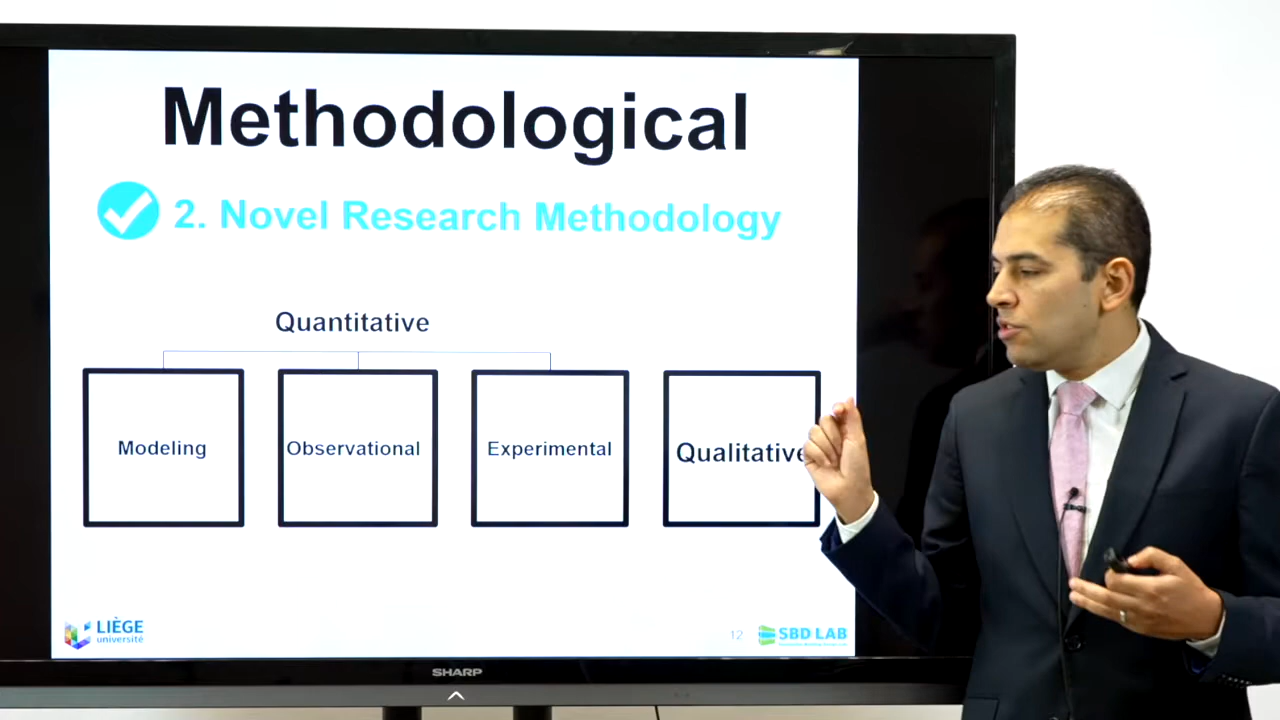 Methodological
2. Novel Research Methodology
Quantitative
Modeling
Observational
Experimental
Qualitative
LIÈGE
université
12
SBD LAB
SHARP